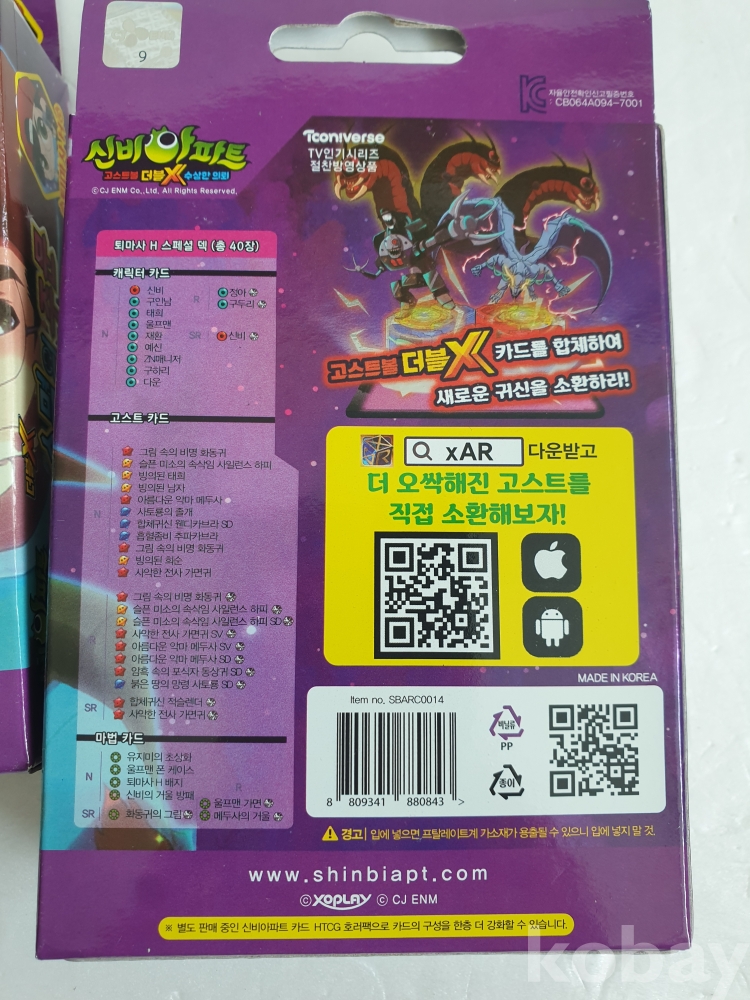 9
자율안전확인신고필증번호
: CB064A094-7001
신비아파트
고스트볼 더블X 수상한 의뢰
ⓒCJ ENM Co.,Ltd. All Rights Reserved.
Tooniverse
TV인기시리즈
절찬방영상품
퇴마사 H 스페셜 덱 (총 40장)
캐릭터 카드
N
신비
구인남
태희
울프맨
재환
예신
2N매니저
구하리
다운
R
정아
구두리
SR
신비
고스트 카드
N
그림 속의 비명 화동귀
슬픈 미소의 속삭임 사일런스 하피
빙의된 태희
빙의된 남자
아름다운 악마 메두사
사토룡의 졸개
합체귀신 웬디카브라 SD
흡혈좀비 추파카브라
그림 속의 비명 화동귀
빙의된 화순
사악한 전사 가면귀
R
그림 속의 비명 화동귀
슬픈 미소의 속삭임 사일런스 하피
슬픈 미소의 속삭임 사일런스 하피 SD
사악한 전사 가면귀 SV
아름다운 악마 메두사 SV
아름다운 악마 메두사 SD
암흑 속의 포식자 동상귀 SD
붉은 땅의 망령 사토룡 SD
SR
합체귀신 적슬렌더
사악한 전사 가면귀
마법 카드
N
유지미의 초상화
울프맨 폰 케이스
퇴마사 H 배지
신비의 거울 방패
R
울프맨 가면
SR
화동귀의 그림
메두사의 거울
고스트볼 더블X 카드를 합체하여
새로운 귀신을 소환하라!
xAR 다운받고
더 오싹해진 고스트를
직접 소환해보자!
MADE IN KOREA
Item no. SBARC0014
8 809341 880843 >
비닐류
PP
종이
경고 입에 넣으면 프탈레이트계 가소제가 용출될 수 있으니 입에 넣지 말 것.
www.shinbiapt.com
ⓒXOPLAY ⓒ CJ ENM
※ 별도 판매 중인 신비아파트 카드 HTCG 호러팩으로 카드의 구성을 한층 더 강화할 수 있습니다.
kobay